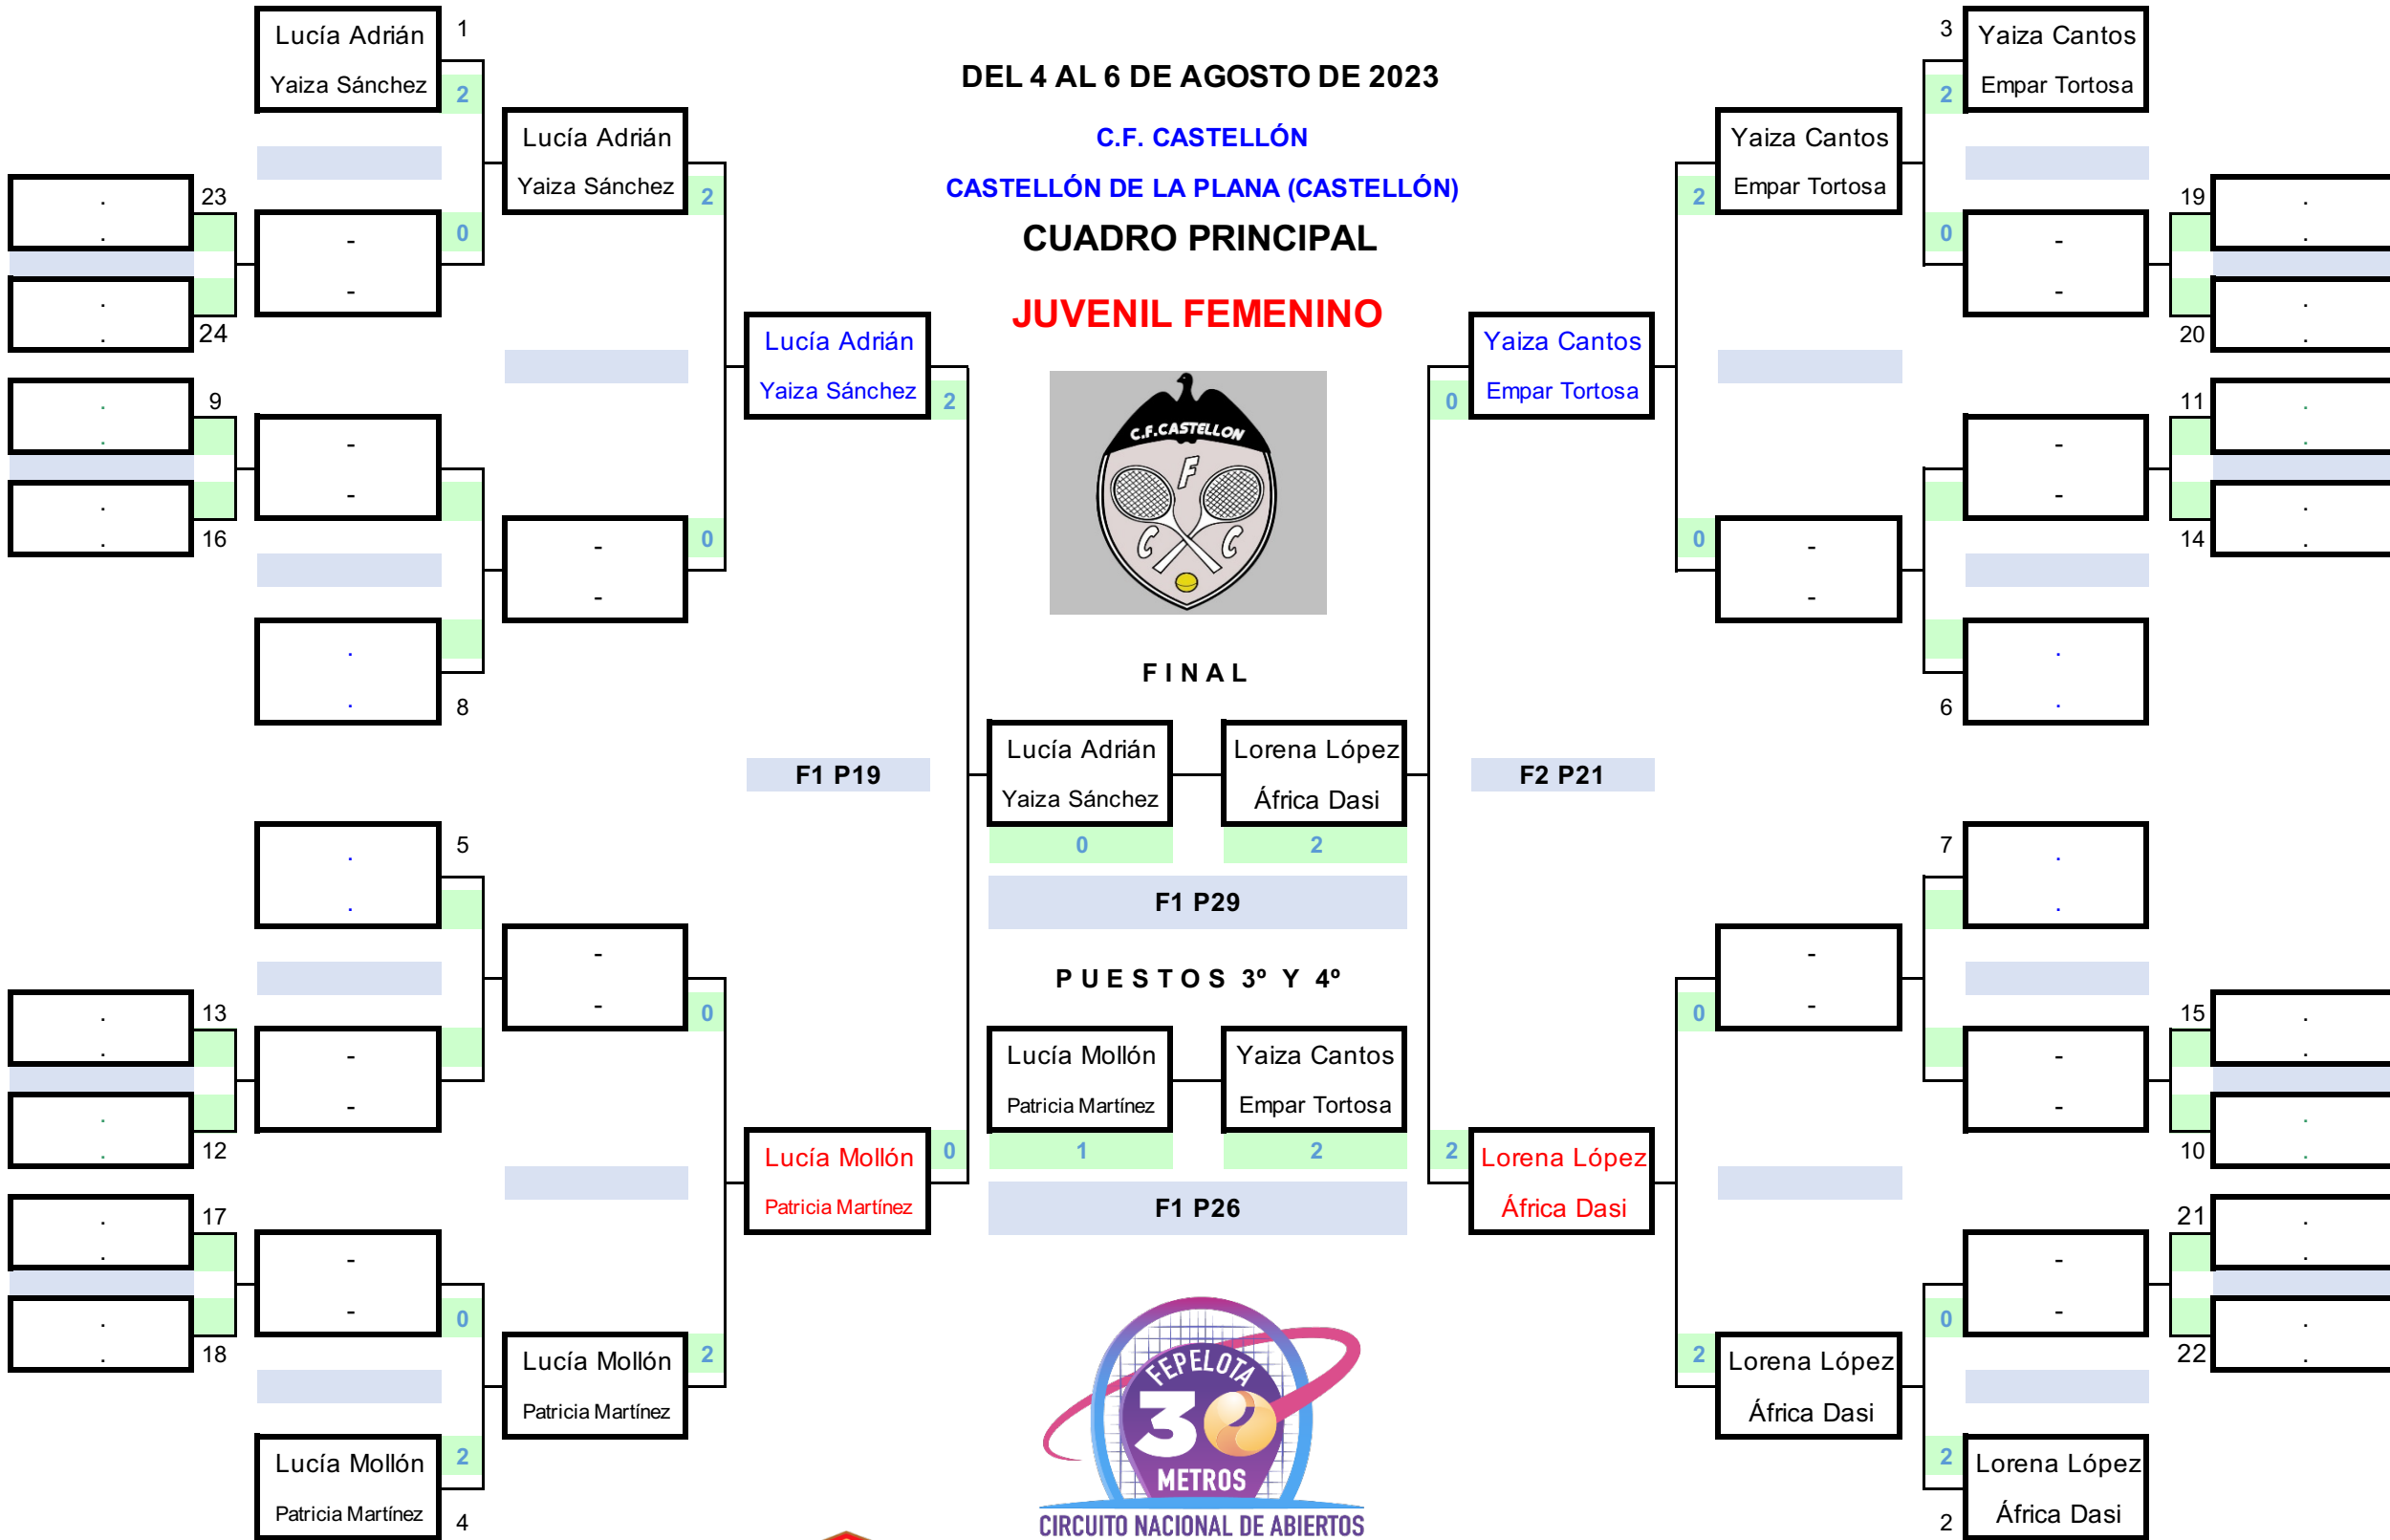 DEL 4 AL 6 DE AGOSTO DE 2023
C.F. CASTELLÓN
CASTELLÓN DE LA PLANA (CASTELLÓN)
CUADRO PRINCIPAL
JUVENIL FEMENINO
Lucía Adrián
Yaiza Sánchez
1
2
23
.
.
.
.
24
-
-
0
Lucía Adrián
Yaiza Sánchez
2
9
.
.
.
.
16
-
-
.
.
8
-
-
0
Lucía Adrián
Yaiza Sánchez
2
F1 P19
.
.
5
13
.
.
.
.
12
-
-
-
-
0
17
.
.
.
.
18
-
-
0
Lucía Mollón
Patricia Martínez
2
4
Lucía Mollón
Patricia Martínez
2
Lucía Mollón
Patricia Martínez
0
C.F.CASTELLON
F
C
C
FINAL
Lucía Adrián
Yaiza Sánchez
0
Lorena López
África Dasi
2
F1 P29
PUESTOS 3º Y 4º
Lucía Mollón
Patricia Martínez
1
Yaiza Cantos
Empar Tortosa
2
F1 P26
FEPELOTA
30
METROS
CIRCUITO NACIONAL DE ABIERTOS
Yaiza Cantos
Empar Tortosa
0
F2 P21
Lorena López
África Dasi
2
Yaiza Cantos
Empar Tortosa
2
-
-
0
-
-
0
Lorena López
África Dasi
2
3
Yaiza Cantos
Empar Tortosa
2
-
-
0
19
.
.
.
.
20
-
-
11
.
.
.
.
14
.
.
6
7
.
.
-
-
15
.
.
.
.
10
-
-
0
21
.
.
.
.
22
Lorena López
África Dasi
2
2